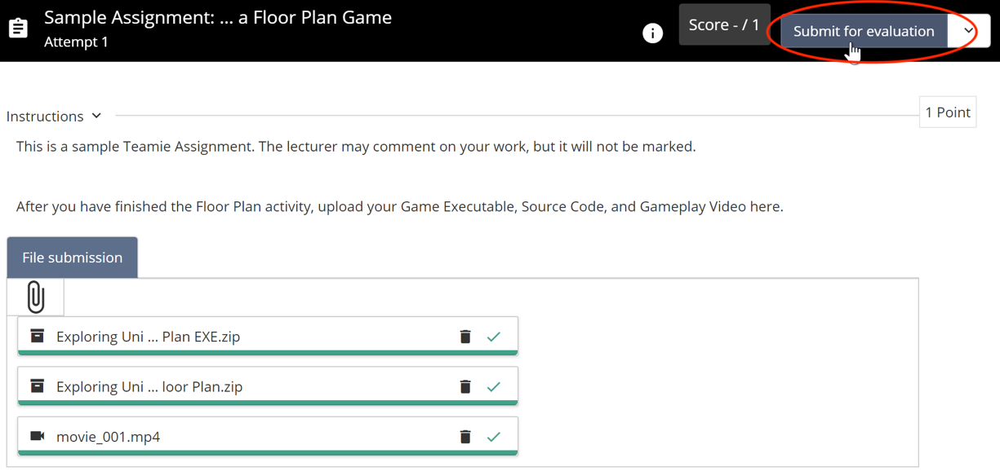 Sample Assignment: ... a Floor Plan Game
Attempt 1
Score - / 1
Submit for evaluation
Instructions
1 Point
This is a sample Teamie Assignment. The lecturer may comment on your work, but it will not be marked.
After you have finished the Floor Plan activity, upload your Game Executable, Source Code, and Gameplay Video here.
File submission
Exploring Uni ... Plan EXE.zip
Exploring Uni ... loor Plan.zip
movie_001.mp4